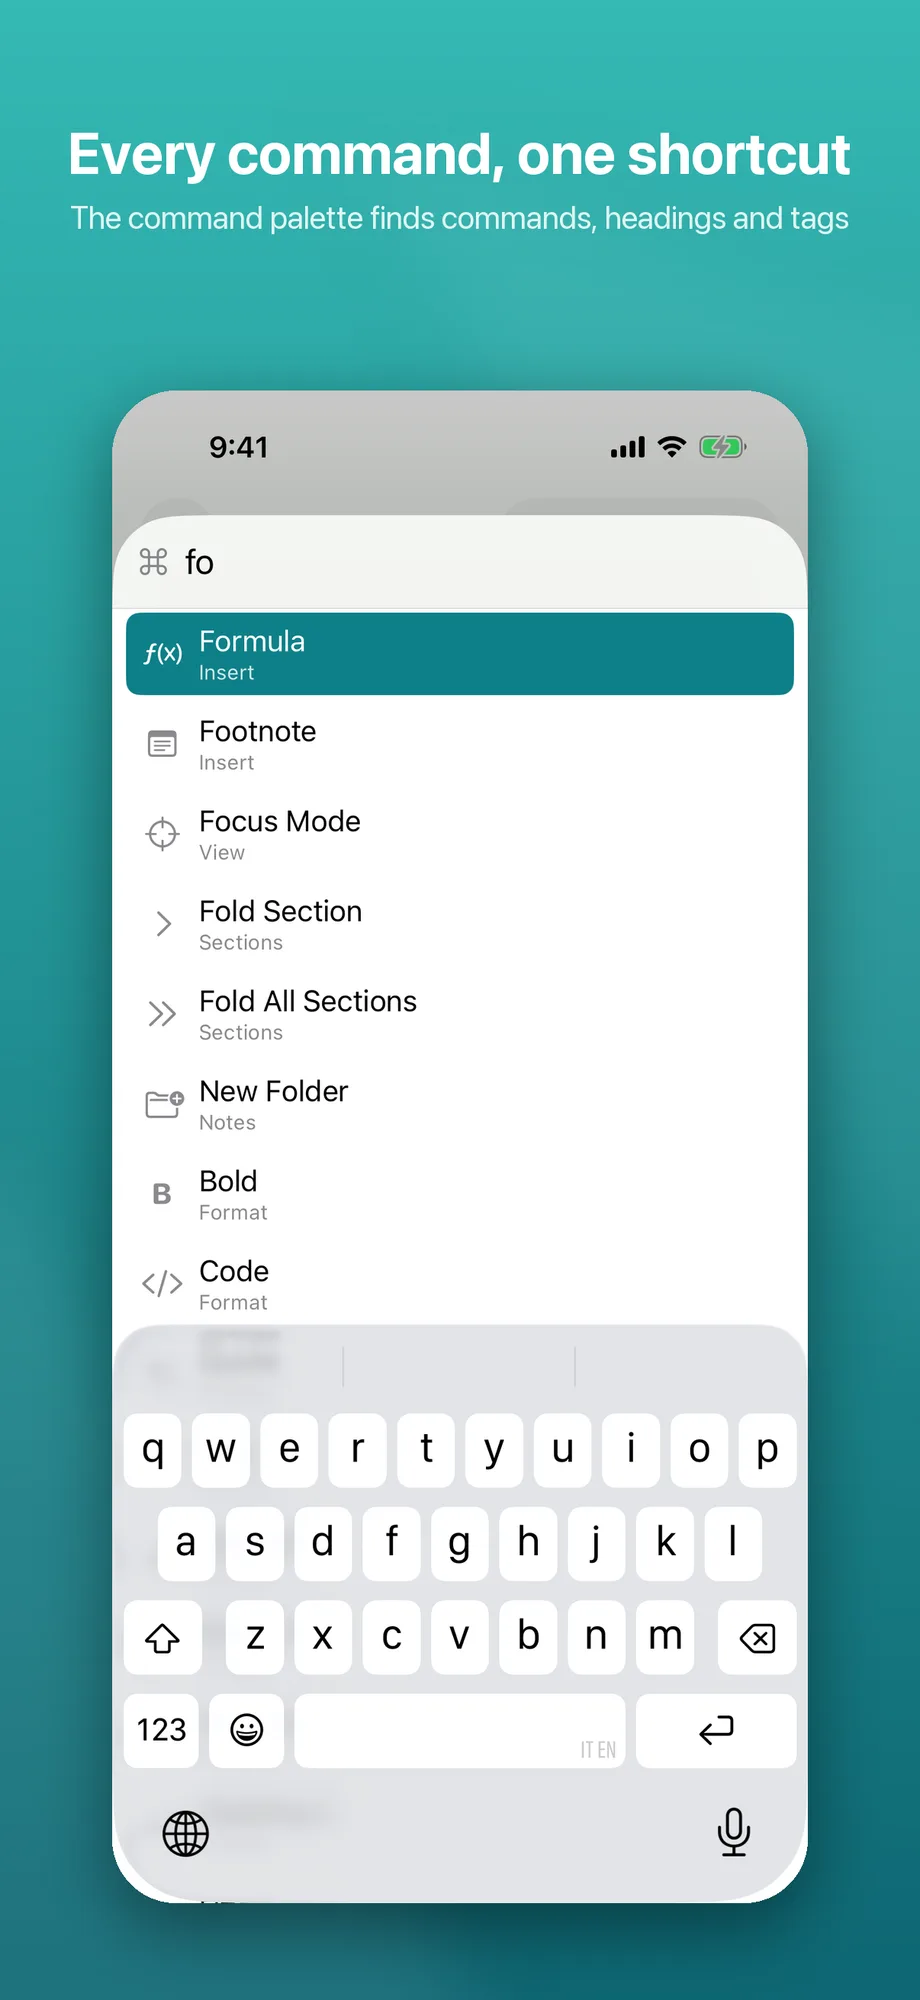 Every command, one shortcut
The command palette finds commands, headings and tags
9:41
⌘ fo
f(x) Formula
Insert
Footnote
Insert
Focus Mode
View
Fold Section
Sections
Fold All Sections
Sections
New Folder
Notes
B Bold
Format
</> Code
Format
q w e r t y u i o p
a s d f g h j k l
z x c v b n m
123
IT EN